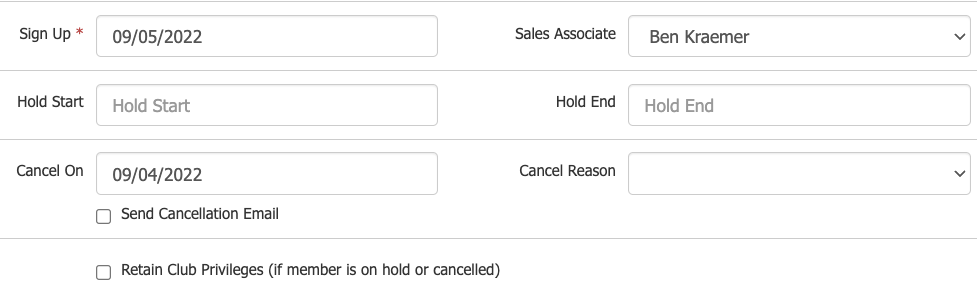 Sign Up * 09/05/2022 Sales Associate Ben Kraemer
Hold Start Hold Start Hold End Hold End
Cancel On 09/04/2022 Cancel Reason
Send Cancellation Email
Retain Club Privileges (if member is on hold or cancelled)